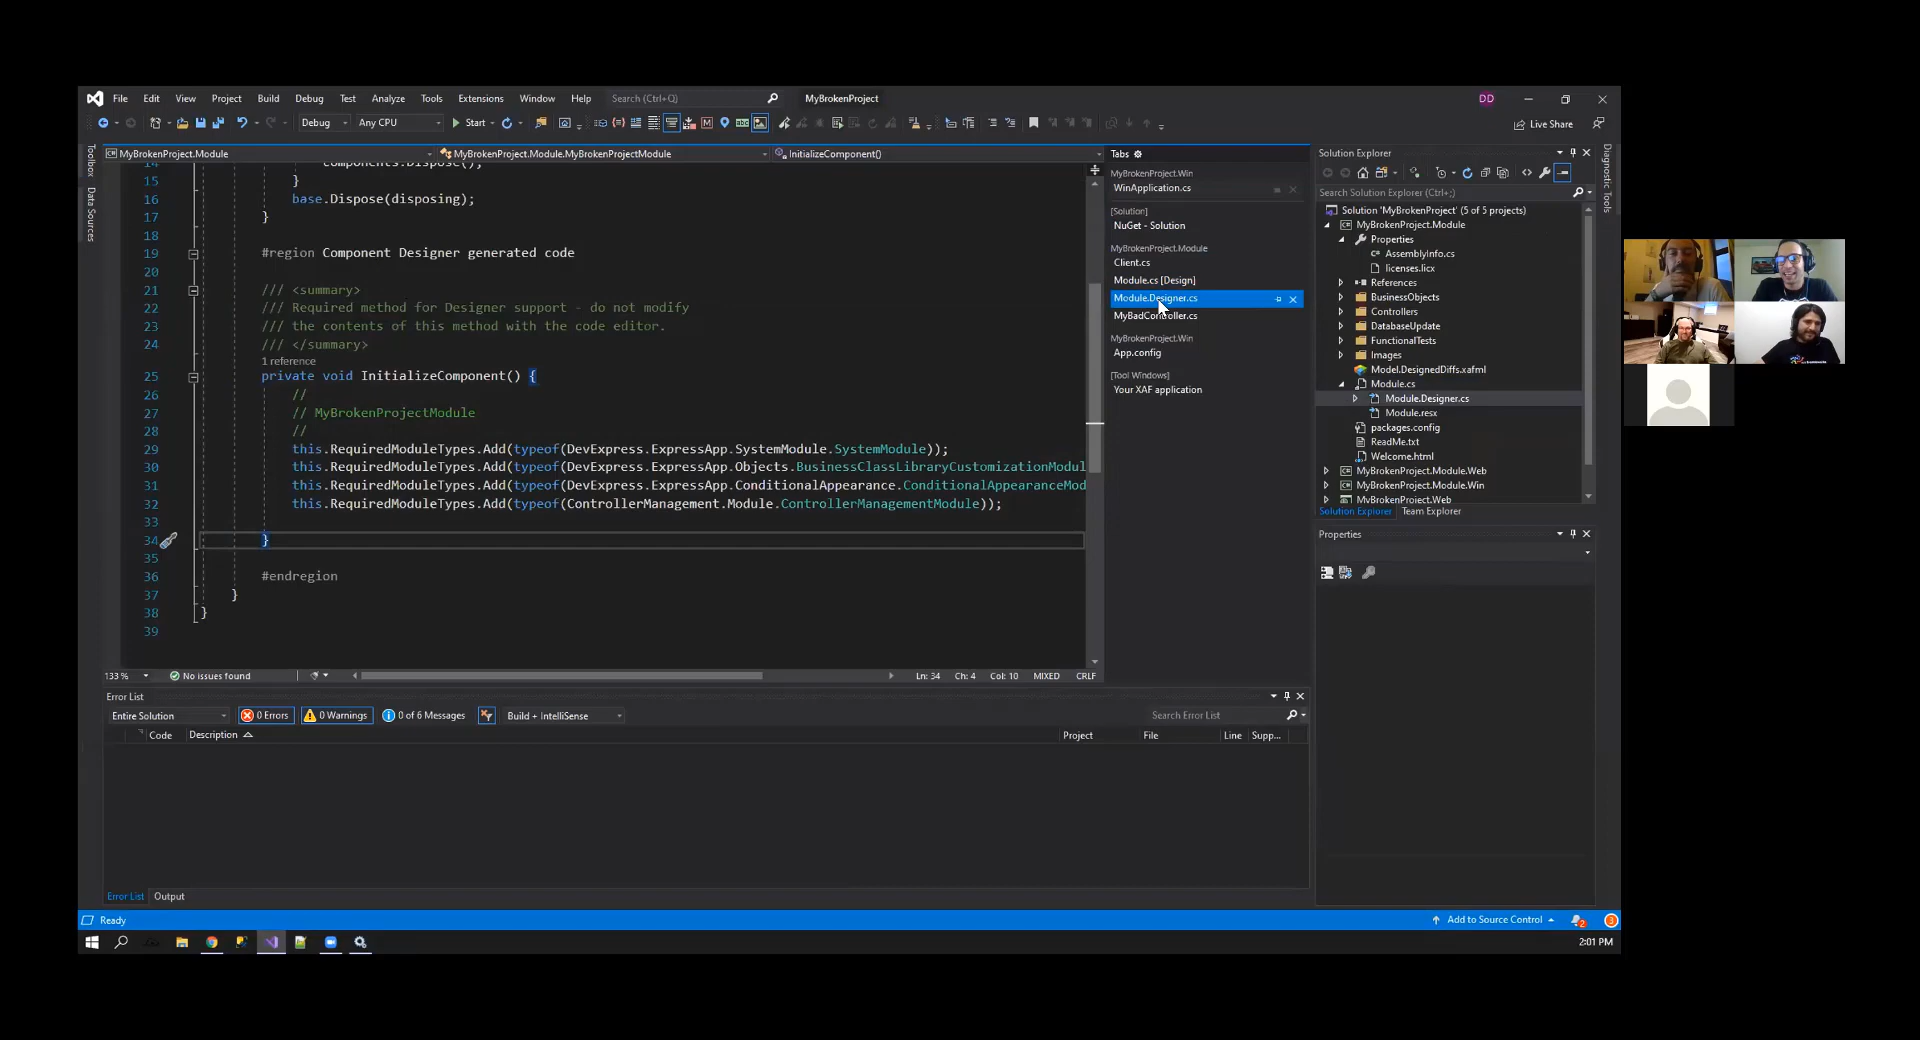 File Edit View Project Build Debug Test Analyze Tools Extensions Window Help Search (Ctrl+Q) MyBrokenProject DD
Debug Any CPU Start Live Share
Toolbox
Data Sources
MyBrokenProject.Module MyBrokenProject.Module.MyBrokenProjectModule InitializeComponent()
14 components.Dispose();
15 }
16 base.Dispose(disposing);
17 }
18
19 #region Component Designer generated code
20
21 /// <summary>
22 /// Required method for Designer support - do not modify
23 /// the contents of this method with the code editor.
24 /// </summary>
1 reference
25 private void InitializeComponent() {
26 //
27 // MyBrokenProjectModule
28 //
29 this.RequiredModuleTypes.Add(typeof(DevExpress.ExpressApp.SystemModule.SystemModule));
30 this.RequiredModuleTypes.Add(typeof(DevExpress.ExpressApp.Objects.BusinessClassLibraryCustomizationModul
31 this.RequiredModuleTypes.Add(typeof(DevExpress.ExpressApp.ConditionalAppearance.ConditionalAppearanceMod
32 this.RequiredModuleTypes.Add(typeof(ControllerManagement.Module.ControllerManagementModule));
33
34 }
35
36 #endregion
37 }
38 }
39
133 % No issues found Ln: 34 Ch: 4 Col: 10 MIXED CRLF
Tabs
MyBrokenProject.Win
WinApplication.cs
[Solution]
NuGet - Solution
MyBrokenProject.Module
Client.cs
Module.cs [Design]
Module.Designer.cs
MyBadController.cs
MyBrokenProject.Win
App.config
[Tool Windows]
Your XAF application
Solution Explorer
Search Solution Explorer (Ctrl+;)
Solution 'MyBrokenProject' (5 of 5 projects)
MyBrokenProject.Module
Properties
AssemblyInfo.cs
licenses.licx
References
BusinessObjects
Controllers
DatabaseUpdate
FunctionalTests
Images
Model.DesignedDiffs.xafml
Module.cs
Module.Designer.cs
Module.resx
packages.config
ReadMe.txt
Welcome.html
MyBrokenProject.Module.Web
MyBrokenProject.Module.Win
MyBrokenProject.Web
Solution Explorer Team Explorer
Properties
Diagnostic Tools
Error List
Entire Solution 0 Errors 0 Warnings 0 of 6 Messages Build + IntelliSense Search Error List
Code Description Project File Line Supp...
Error List Output
Ready Add to Source Control 2 3
2:01 PM